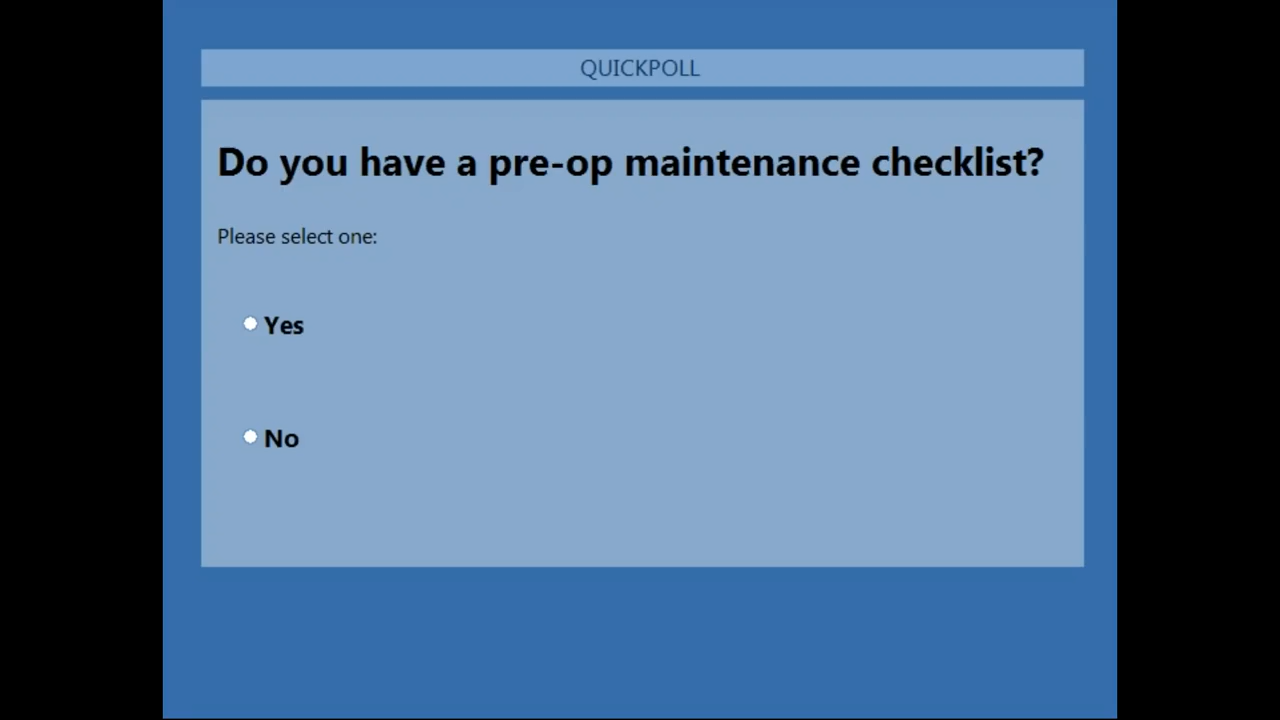 QUICKPOLL
Do you have a pre-op maintenance checklist?
Please select one:
Yes
No